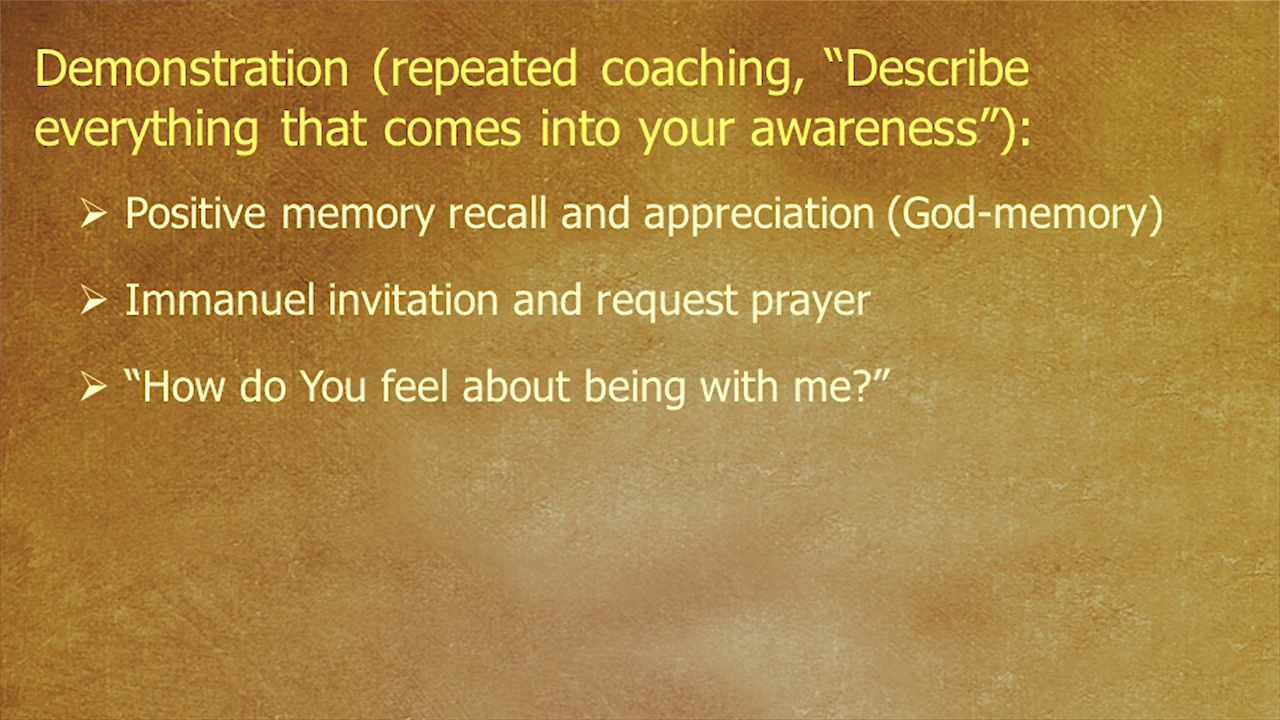 Demonstration (repeated coaching, “Describe
everything that comes into your awareness”):
➢ Positive memory recall and appreciation (God-memory)
➢ Immanuel invitation and request prayer
➢ “How do You feel about being with me?”